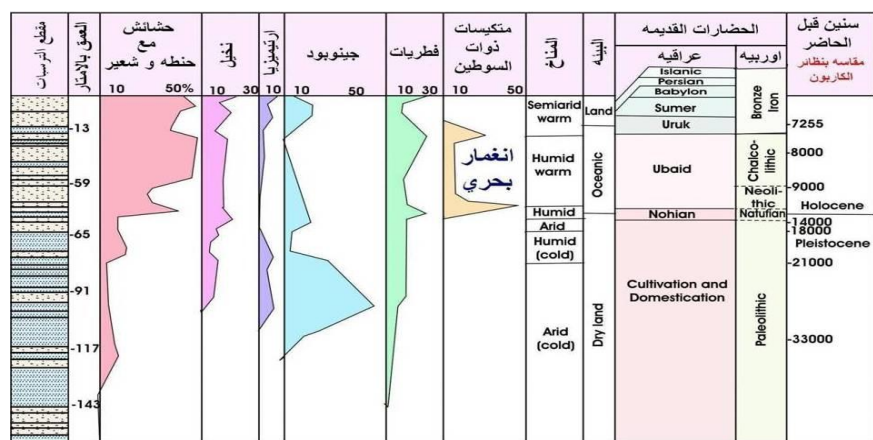 سنين قبل
الحاضر
مقاسه بنظائر
الكاربون
الحضارات القديمه
اوربيه
عراقيه
البيئه
المناخ
متكيسات
ذوات
السوطين
10
50
فطريات
10
30
جينوبود
10
50
ارتيميزيا
10
نخيل
10
30
حشائش
مع
حنطه و شعير
10
50%
العمق بالامتار
مقطع الترسبات
-13
-59
-65
-91
-117
-143
انغمار
بحري
Semiarid
warm
Humid
warm
Humid
Arid
Humid
(cold)
Arid
(cold)
Land
Oceanic
Dry land
Islanic
Persian
Babylon
Sumer
Uruk
Ubaid
Nohian
Cultivation and
Domestication
Bronze
Iron
Chalco-
lithic
Neoli-
thic
Natufian
Paleolithic
-7255
-8000
-9000
Holocene
-14000
-18000
Pleistocene
-21000
-33000